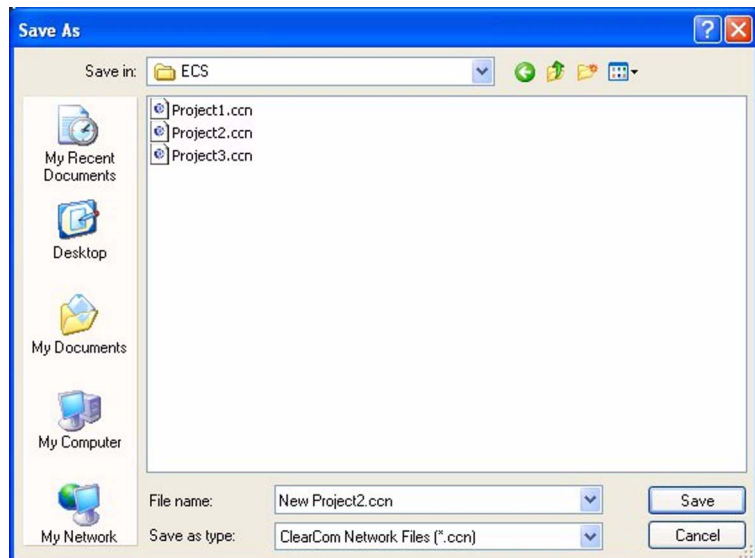 Save As
Save in: ECS
Project1.ccn
Project2.ccn
Project3.ccn
My Recent
Documents
Desktop
My Documents
My Computer
My Network
File name: New Project2.ccn Save
Save as type: ClearCom Network Files (*.ccn) Cancel